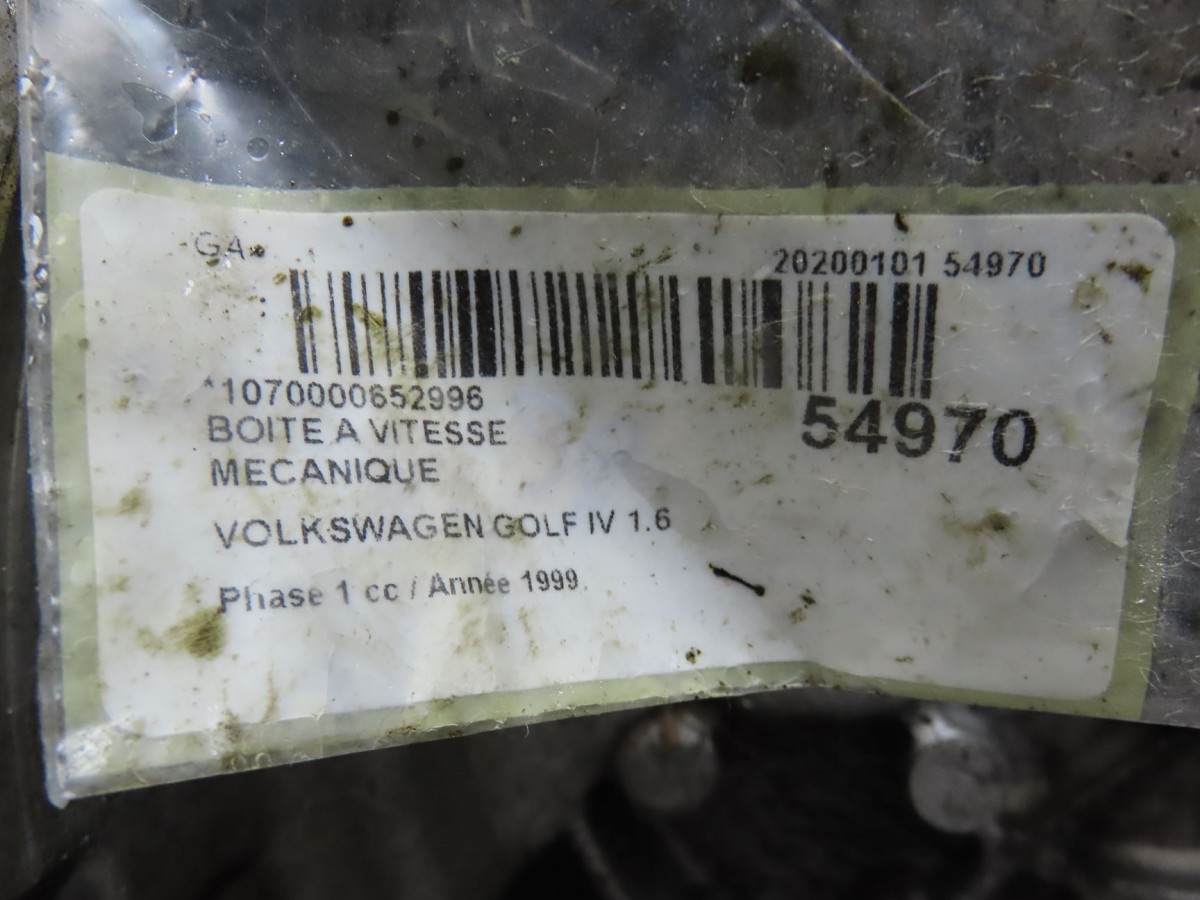 GA
20200101 54970
*1070000652996
54970
BOITE A VITESSE
MECANIQUE
VOLKSWAGEN GOLF IV 1.6
Phase 1 cc / Année 1999.